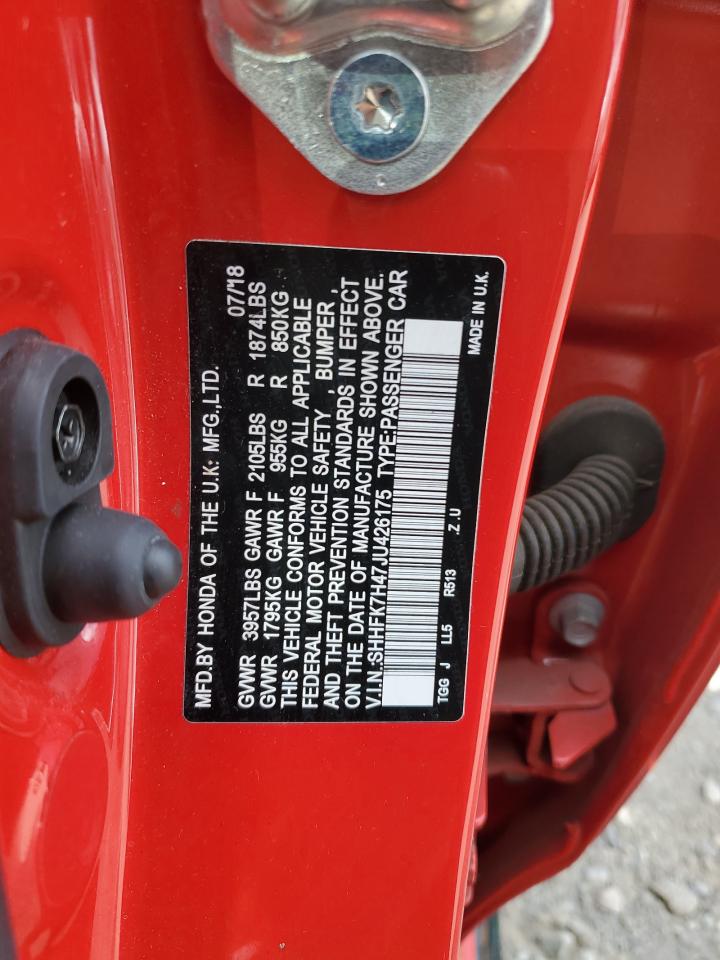 MFD.BY HONDA OF THE U.K. MFG.,LTD. 07/18
GVWR 3957LBS GAWR F 2105LBS R 1874LBS
GVWR 1795KG GAWR F 955KG R 850KG
THIS VEHICLE CONFORMS TO ALL APPLICABLE
FEDERAL MOTOR VEHICLE SAFETY , BUMPER ,
AND THEFT PREVENTION STANDARDS IN EFFECT
ON THE DATE OF MANUFACTURE SHOWN ABOVE.
V.I.N.:SHHFK7H47JU426175 TYPE:PASSENGER CAR
TGG J LL5 R513 .Z .U MADE IN U.K.